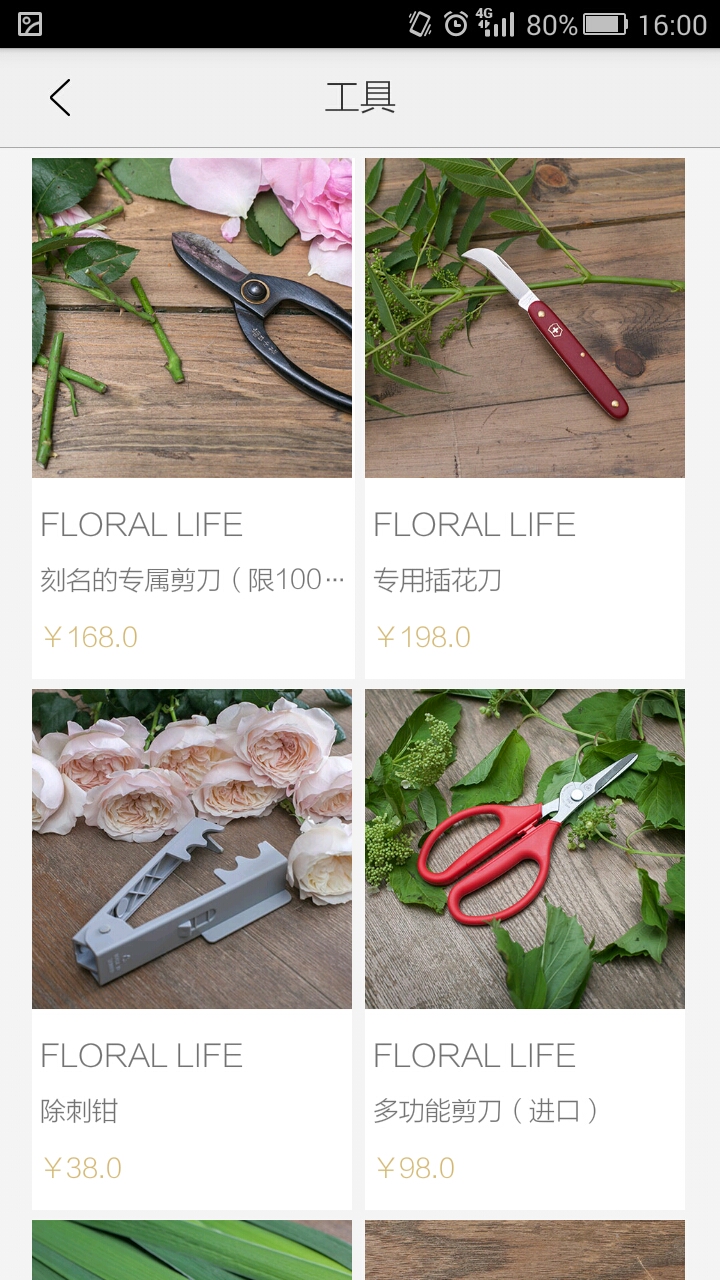 4G
80%
16:00
工具
FLORAL LIFE
刻名的专属剪刀（限100…
￥168.0
FLORAL LIFE
专用插花刀
￥198.0
FLORAL LIFE
除刺钳
￥38.0
FLORAL LIFE
多功能剪刀（进口）
￥98.0